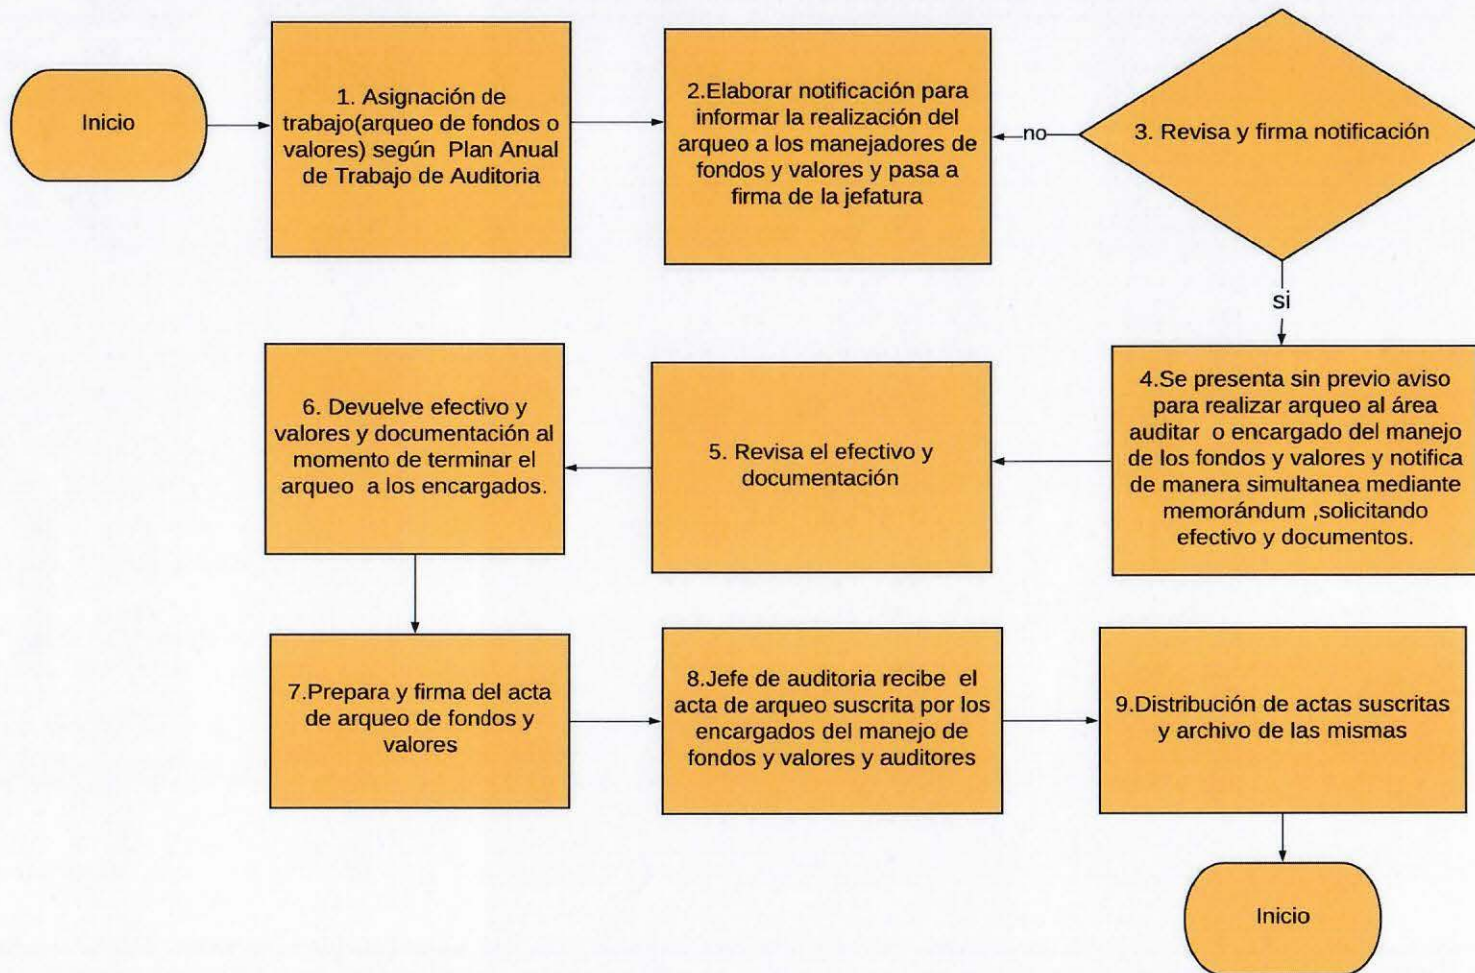 Inicio
1. Asignación de
trabajo(arqueo de fondos o
valores) según Plan Anual
de Trabajo de Auditoria
2.Elaborar notificación para
informar la realización del
arqueo a los manejadores de
fondos y valores y pasa a
firma de la jefatura
no
3. Revisa y firma notificación
si
4.Se presenta sin previo aviso
para realizar arqueo al área
auditar o encargado del manejo
de los fondos y valores y notifica
de manera simultanea mediante
memorándum ,solicitando
efectivo y documentos.
5. Revisa el efectivo y
documentación
6. Devuelve efectivo y
valores y documentación al
momento de terminar el
arqueo a los encargados.
7.Prepara y firma del acta
de arqueo de fondos y
valores
8.Jefe de auditoria recibe el
acta de arqueo suscrita por los
encargados del manejo de
fondos y valores y auditores
9.Distribución de actas suscritas
y archivo de las mismas
Inicio